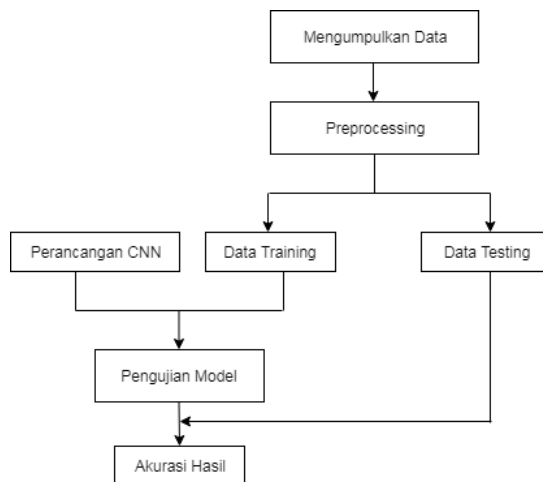 Mengumpulkan Data
Preprocessing
Perancangan CNN
Data Training
Data Testing
Pengujian Model
Akurasi Hasil